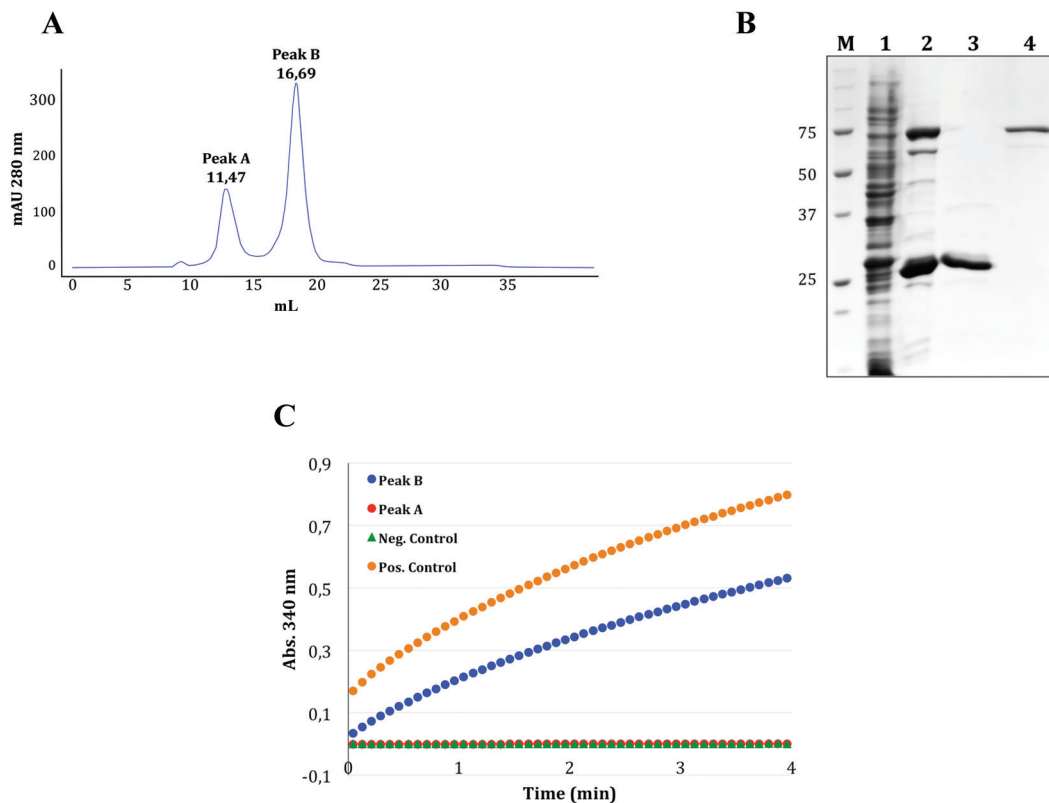 A
Peak B
16,69
Peak A
11,47
300
200
100
0
mAU 280 nm
0 5 10 15 20 25 30 35
mL
B
M 1 2 3 4
75
50
37
25
C
0,9
0,7
0,5
0,3
0,1
-0,1
Abs. 340 nm
Peak B
Peak A
Neg. Control
Pos. Control
0 1 2 3 4
Time (min)